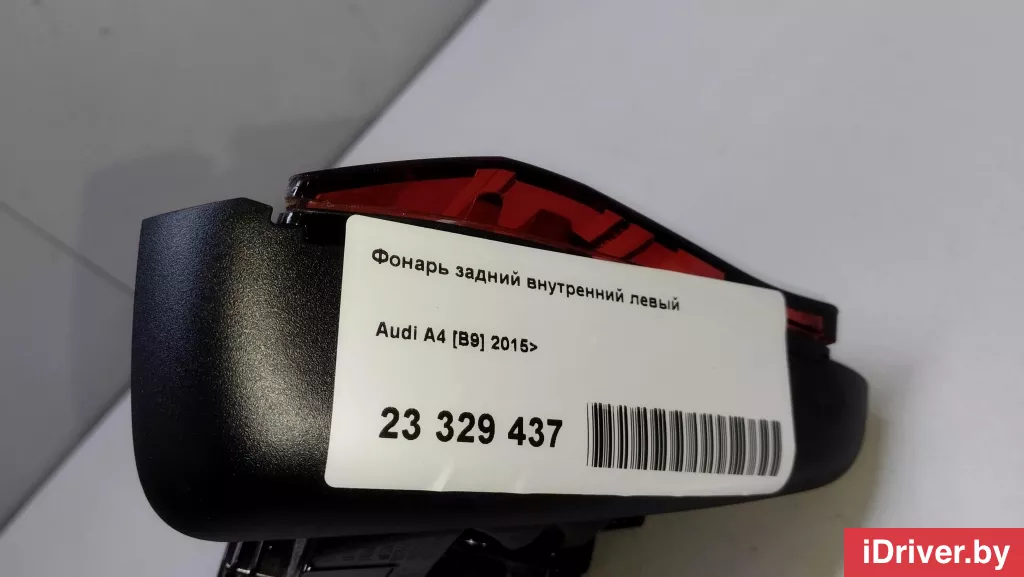 Фонарь задний внутренний левый
Audi A4 [B9] 2015>
23 329 437
iDriver.by